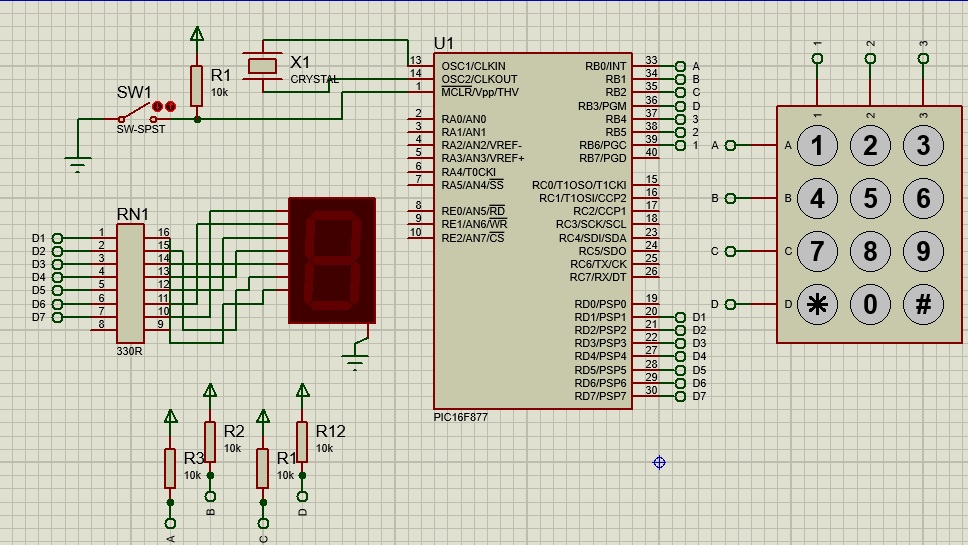 U1
X1
CRYSTAL
R1
10k
SW1
SW-SPST
13 OSC1/CLKIN
14 OSC2/CLKOUT
1 MCLR/Vpp/THV
2 RA0/AN0
3 RA1/AN1
4 RA2/AN2/VREF-
5 RA3/AN3/VREF+
6 RA4/T0CKI
7 RA5/AN4/SS
8 RE0/AN5/RD
9 RE1/AN6/WR
10 RE2/AN7/CS
RB0/INT 33 A
RB1 34 B
RB2 35 C
RB3/PGM 36 D
RB4 37 3
RB5 38 2
RB6/PGC 39 1
RB7/PGD 40
RC0/T1OSO/T1CKI 15
RC1/T1OSI/CCP2 16
RC2/CCP1 17
RC3/SCK/SCL 18
RC4/SDI/SDA 23
RC5/SDO 24
RC6/TX/CK 25
RC7/RX/DT 26
RD0/PSP0 19
RD1/PSP1 20 D1
RD2/PSP2 21 D2
RD3/PSP3 22 D3
RD4/PSP4 27 D4
RD5/PSP5 28 D5
RD6/PSP6 29 D6
RD7/PSP7 30 D7
PIC16F877
RN1
D1 1 16
D2 2 15
D3 3 14
D4 4 13
D5 5 12
D6 6 11
D7 7 10
8 9
330R
R3
10k
A
R2
10k
B
R1
10k
C
R12
10k
D
1 2 3
1 2 3
A A 1 2 3
B B 4 5 6
C C 7 8 9
D D * 0 #